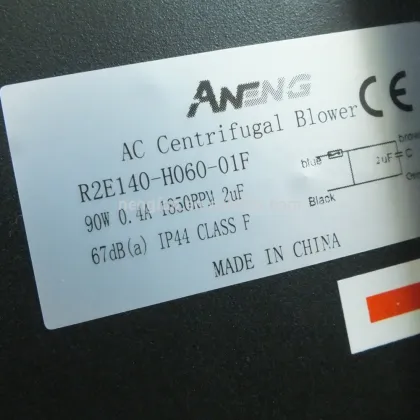 ANENG CE
AC Centrifugal Blower
R2E140-H060-01F
90W 0.4A 1850RPM 2uF
67dB(a) IP44 CLASS F
MADE IN CHINA
blue
2uF C
Black